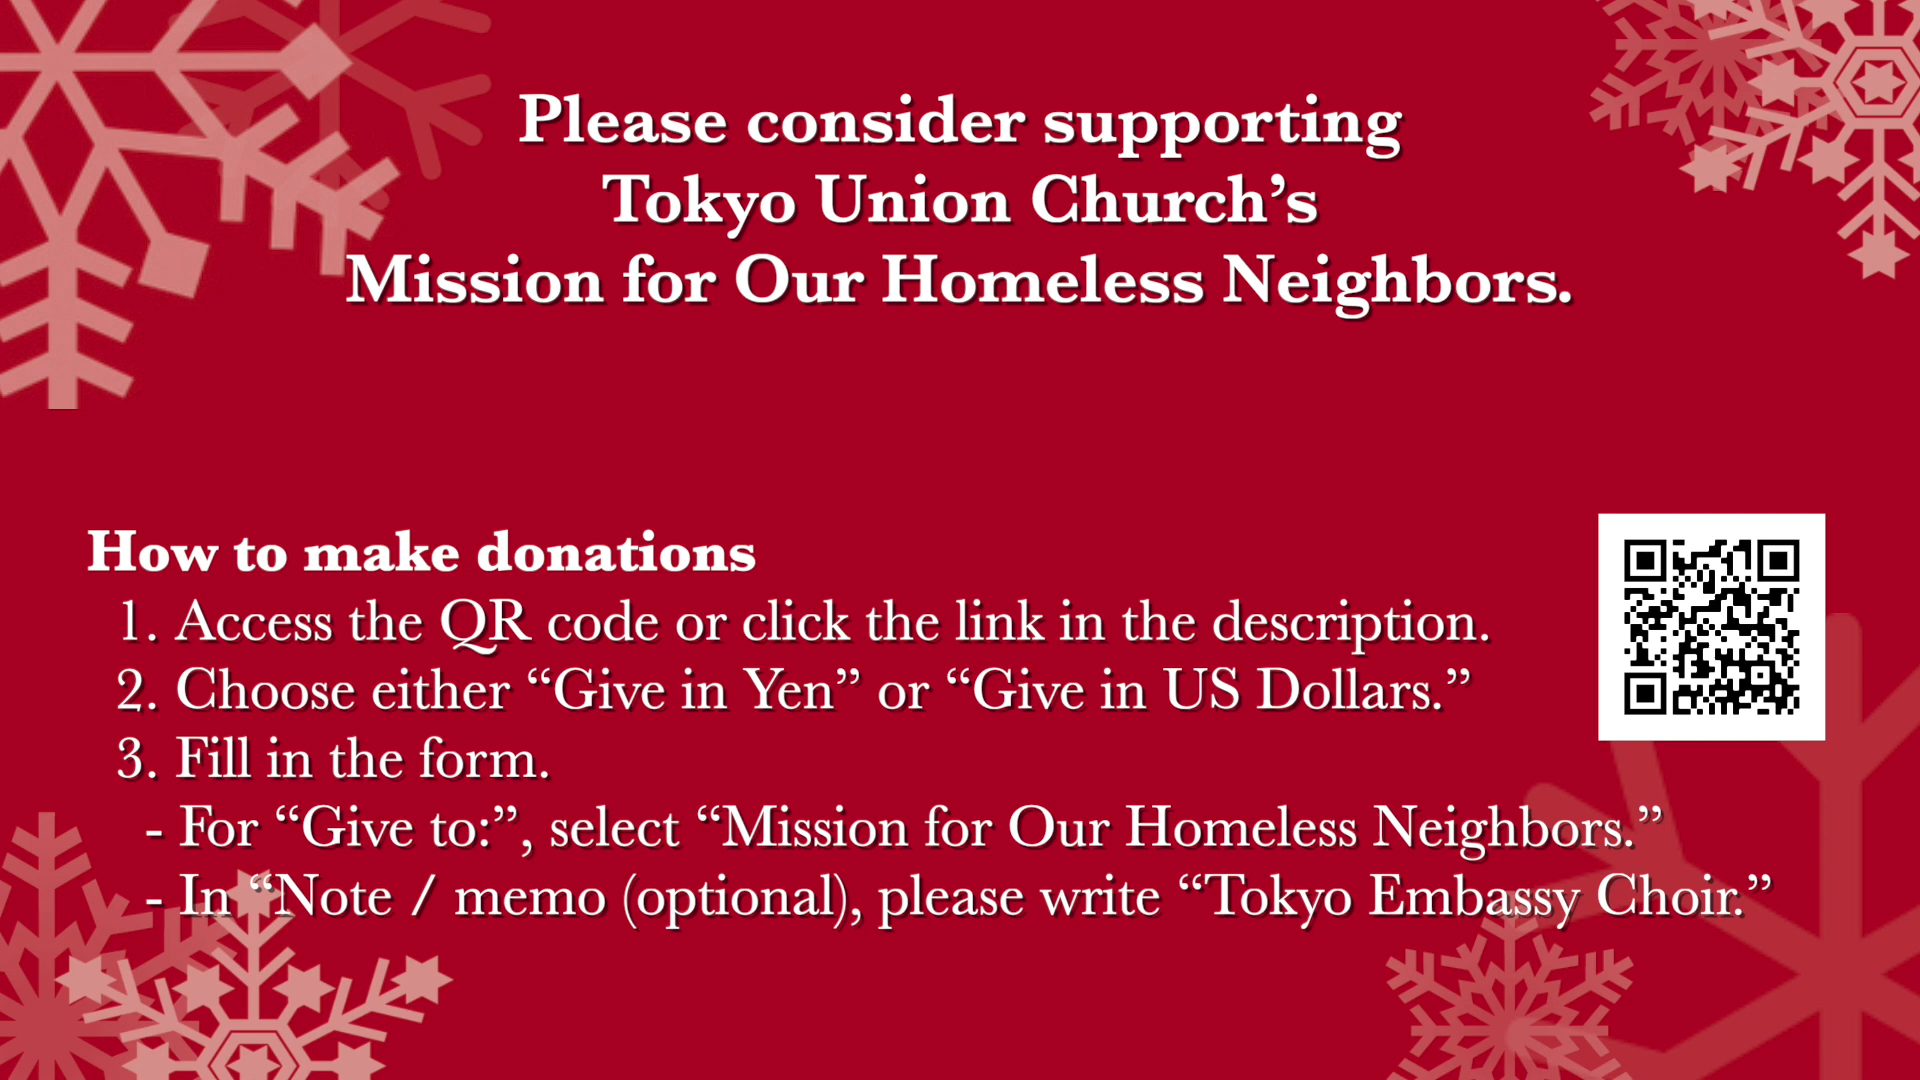 Please consider supporting
Tokyo Union Church’s
Mission for Our Homeless Neighbors.
How to make donations
1. Access the QR code or click the link in the description.
2. Choose either “Give in Yen” or “Give in US Dollars.”
3. Fill in the form.
- For “Give to:”, select “Mission for Our Homeless Neighbors.”
- In “Note / memo (optional), please write “Tokyo Embassy Choir.”